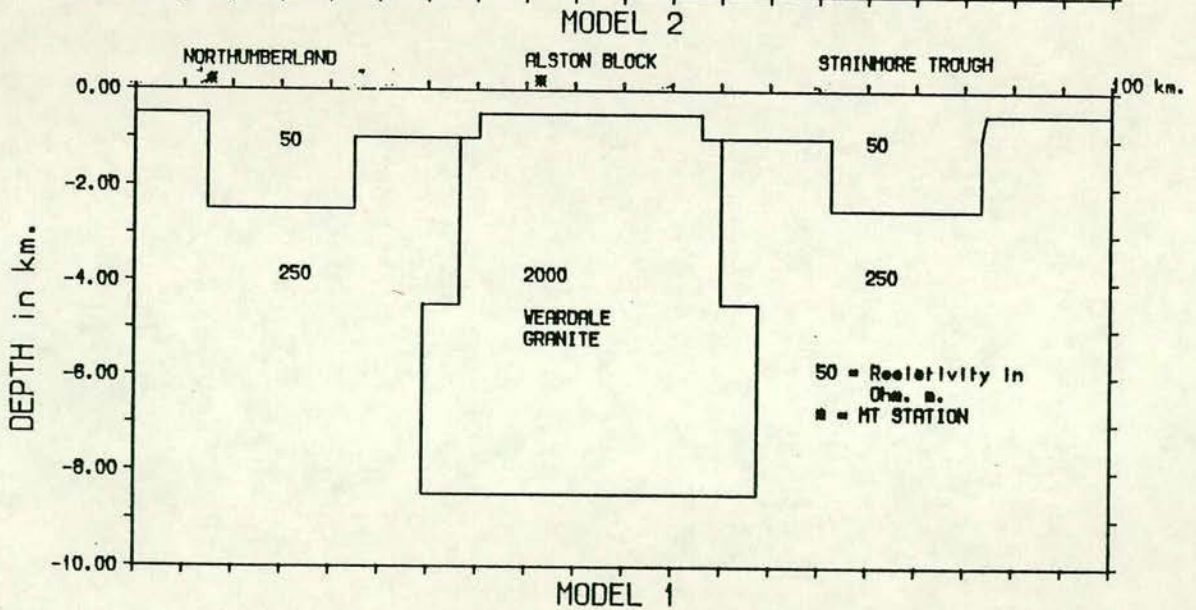 MODEL 2
NORTHUMBERLAND ALSTON BLOCK STAINMORE TROUGH
0.00 100 km.
50 50
-2.00
250 2000 250
-4.00
WEARDALE
GRANITE
-6.00
50 = Resistivity in
Ohm. m.
* = MT STATION
-8.00
-10.00
DEPTH in km.
MODEL 1